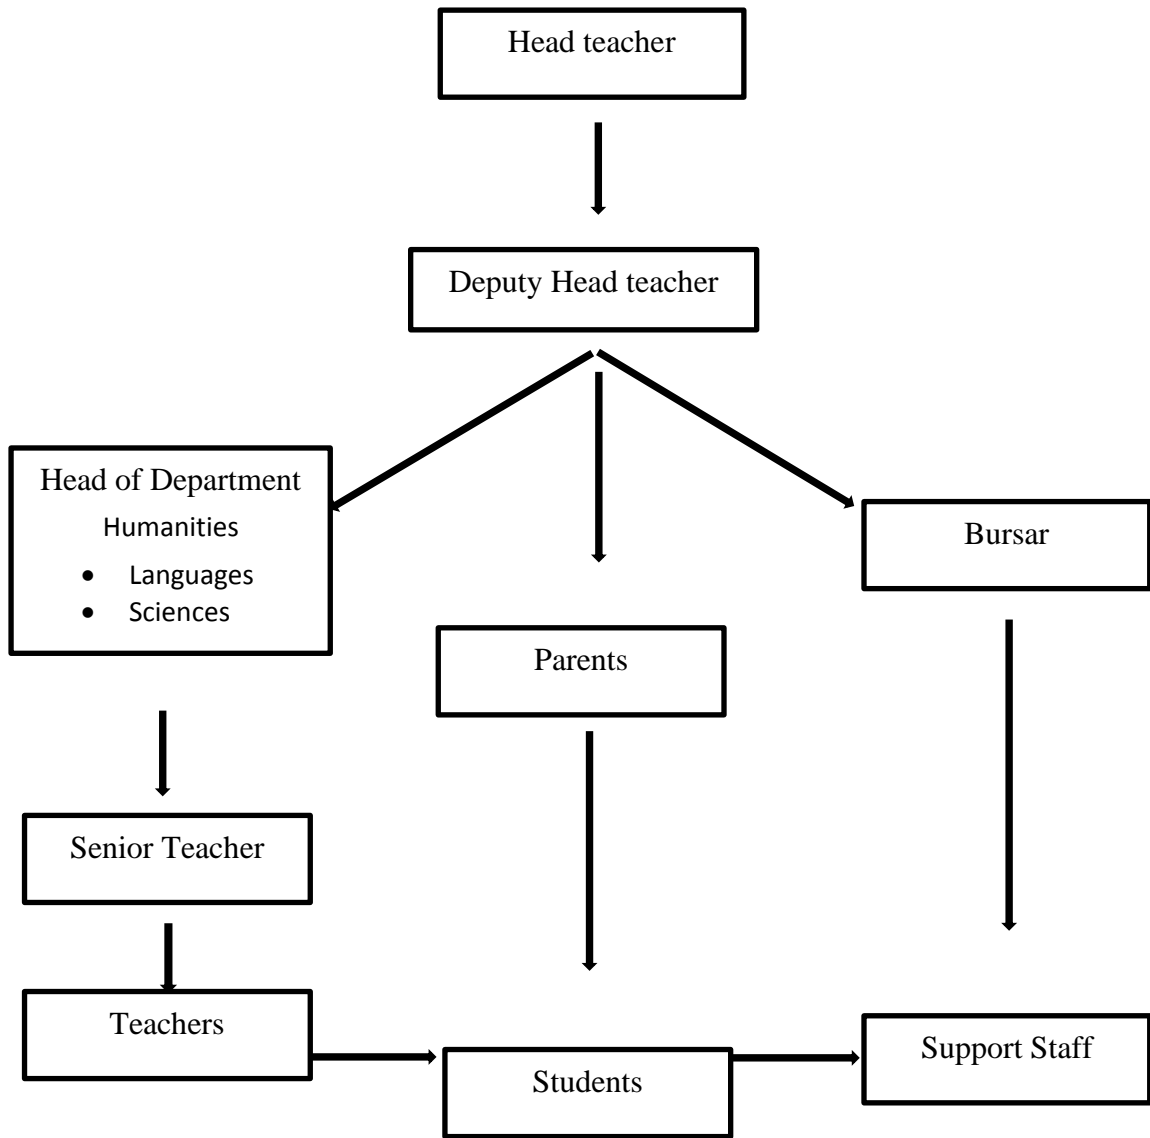 Head teacher
Deputy Head teacher
Head of Department
Humanities
• Languages
• Sciences
Bursar
Parents
Senior Teacher
Teachers
Students
Support Staff